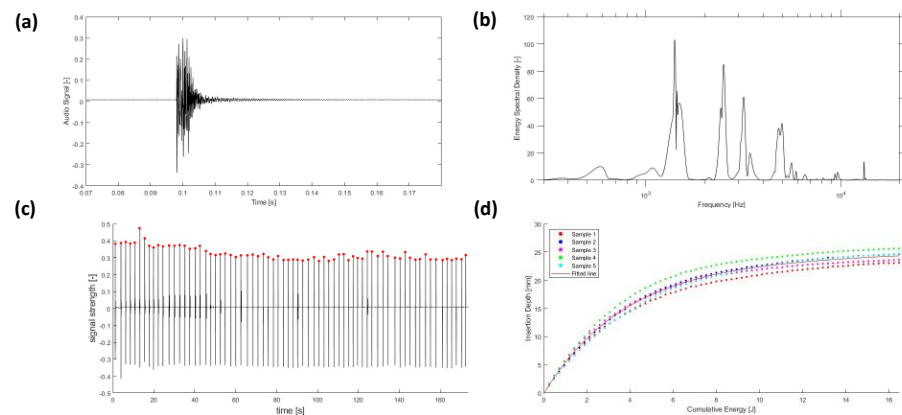 (a)
0.4
0.3
0.2
0.1
0
-0.1
-0.2
-0.3
-0.4
Audio Signal [-]
0.07 0.08 0.09 0.1 0.11 0.12 0.13 0.14 0.15 0.16 0.17
Time [s]
(b)
120
100
80
60
40
20
0
Energy Spectral Density [-]
10³ 10⁴
Frequency [Hz]
(c)
0.5
0.4
0.3
0.2
0.1
0
-0.1
-0.2
-0.3
-0.4
-0.5
signal strength [-]
0 20 40 60 80 100 120 140 160
time [s]
(d)
30
25
20
15
10
5
0
Insertion Depth [mm]
Sample 1
Sample 2
Sample 3
Sample 4
Sample 5
Fitted line
0 2 4 6 8 10 12 14 16
Cumulative Energy [J]